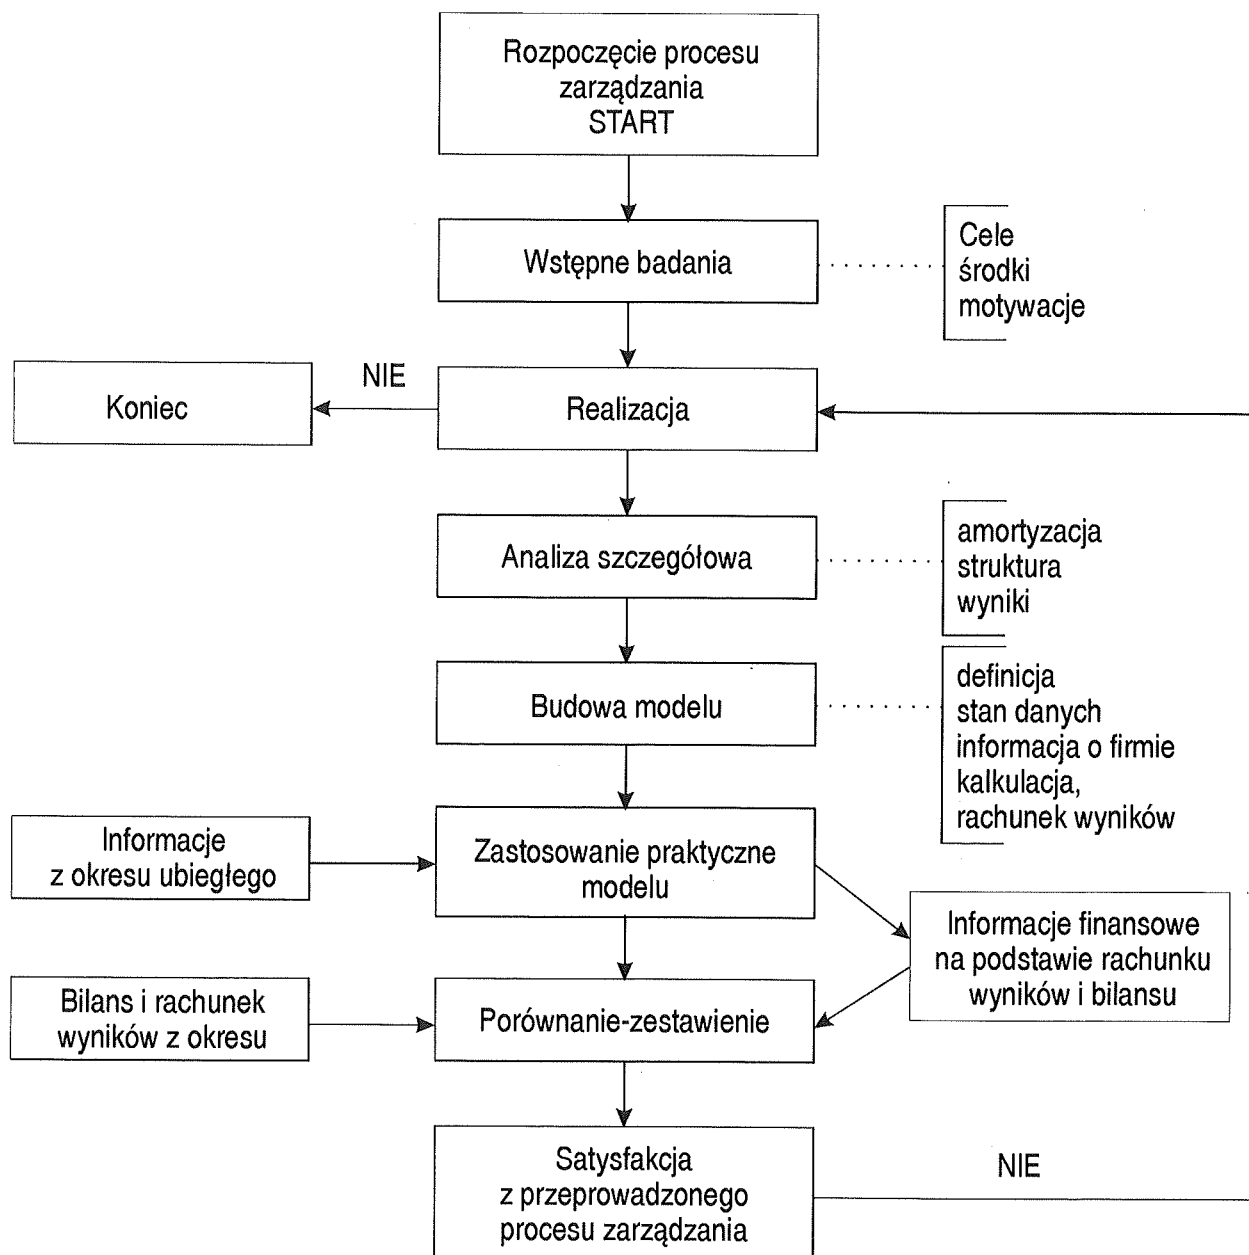 Rozpoczęcie procesu
zarządzania
START
Wstępne badania
Cele
środki
motywacje
NIE
Koniec
Realizacja
Analiza szczegółowa
amortyzacja
struktura
wyniki
Budowa modelu
definicja
stan danych
informacja o firmie
kalkulacja,
rachunek wyników
Informacje
z okresu ubiegłego
Zastosowanie praktyczne
modelu
Informacje finansowe
na podstawie rachunku
wyników i bilansu
Bilans i rachunek
wyników z okresu
Porównanie-zestawienie
Satysfakcja
z przeprowadzonego
procesu zarządzania
NIE